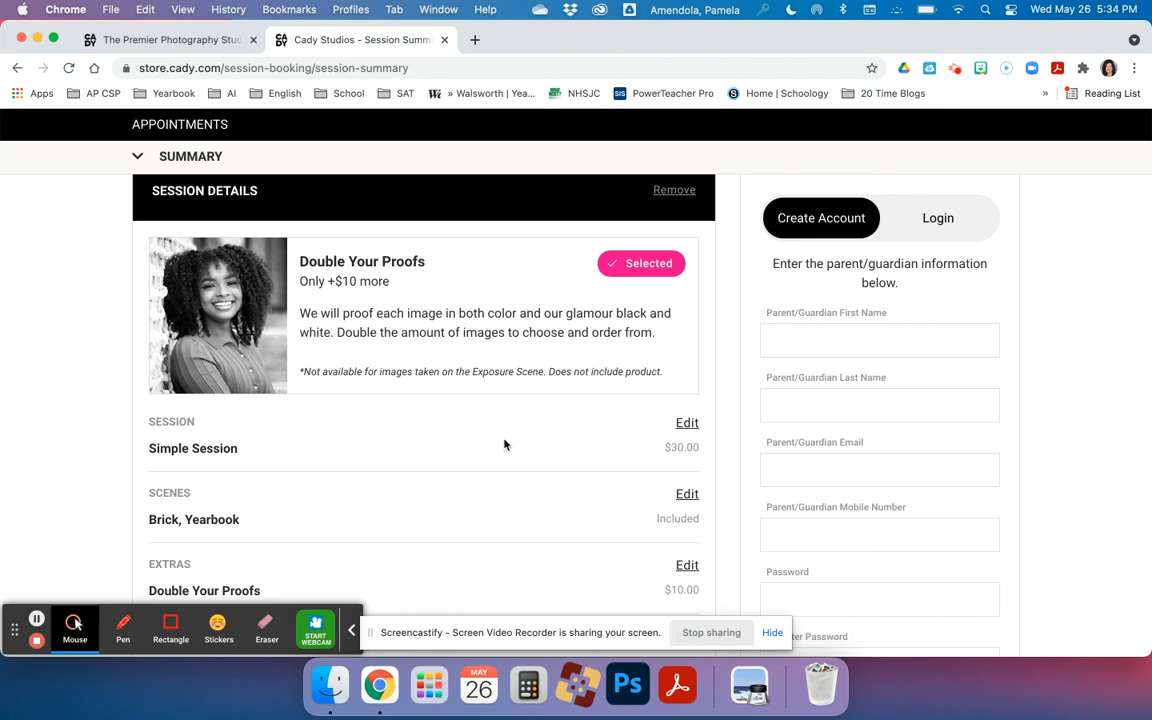 Chrome File Edit View History Bookmarks Profiles Tab Window Help Amendola, Pamela Wed May 26 5:34 PM
CADY The Premier Photography Stud CADY Cady Studios - Session Summ
store.cady.com/session-booking/session-summary
Apps AP CSP Yearbook AI English School SAT » Walsworth | Yea... NHSJC SIS PowerTeacher Pro Home | Schoology 20 Time Blogs » Reading List
APPOINTMENTS
SUMMARY
SESSION DETAILS Remove
Double Your Proofs Selected
Only +$10 more
We will proof each image in both color and our glamour black and
white. Double the amount of images to choose and order from.
*Not available for images taken on the Exposure Scene. Does not include product.
SESSION Edit
Simple Session $30.00
SCENES Edit
Brick, Yearbook Included
EXTRAS Edit
Double Your Proofs $10.00
Create Account Login
Enter the parent/guardian information
below.
Parent/Guardian First Name
Parent/Guardian Last Name
Parent/Guardian Email
Parent/Guardian Mobile Number
Password
ter Password
Mouse Pen Rectangle Stickers Eraser START
WEBCAM
Screencastify - Screen Video Recorder is sharing your screen. Stop sharing Hide
MAY
26
Ps